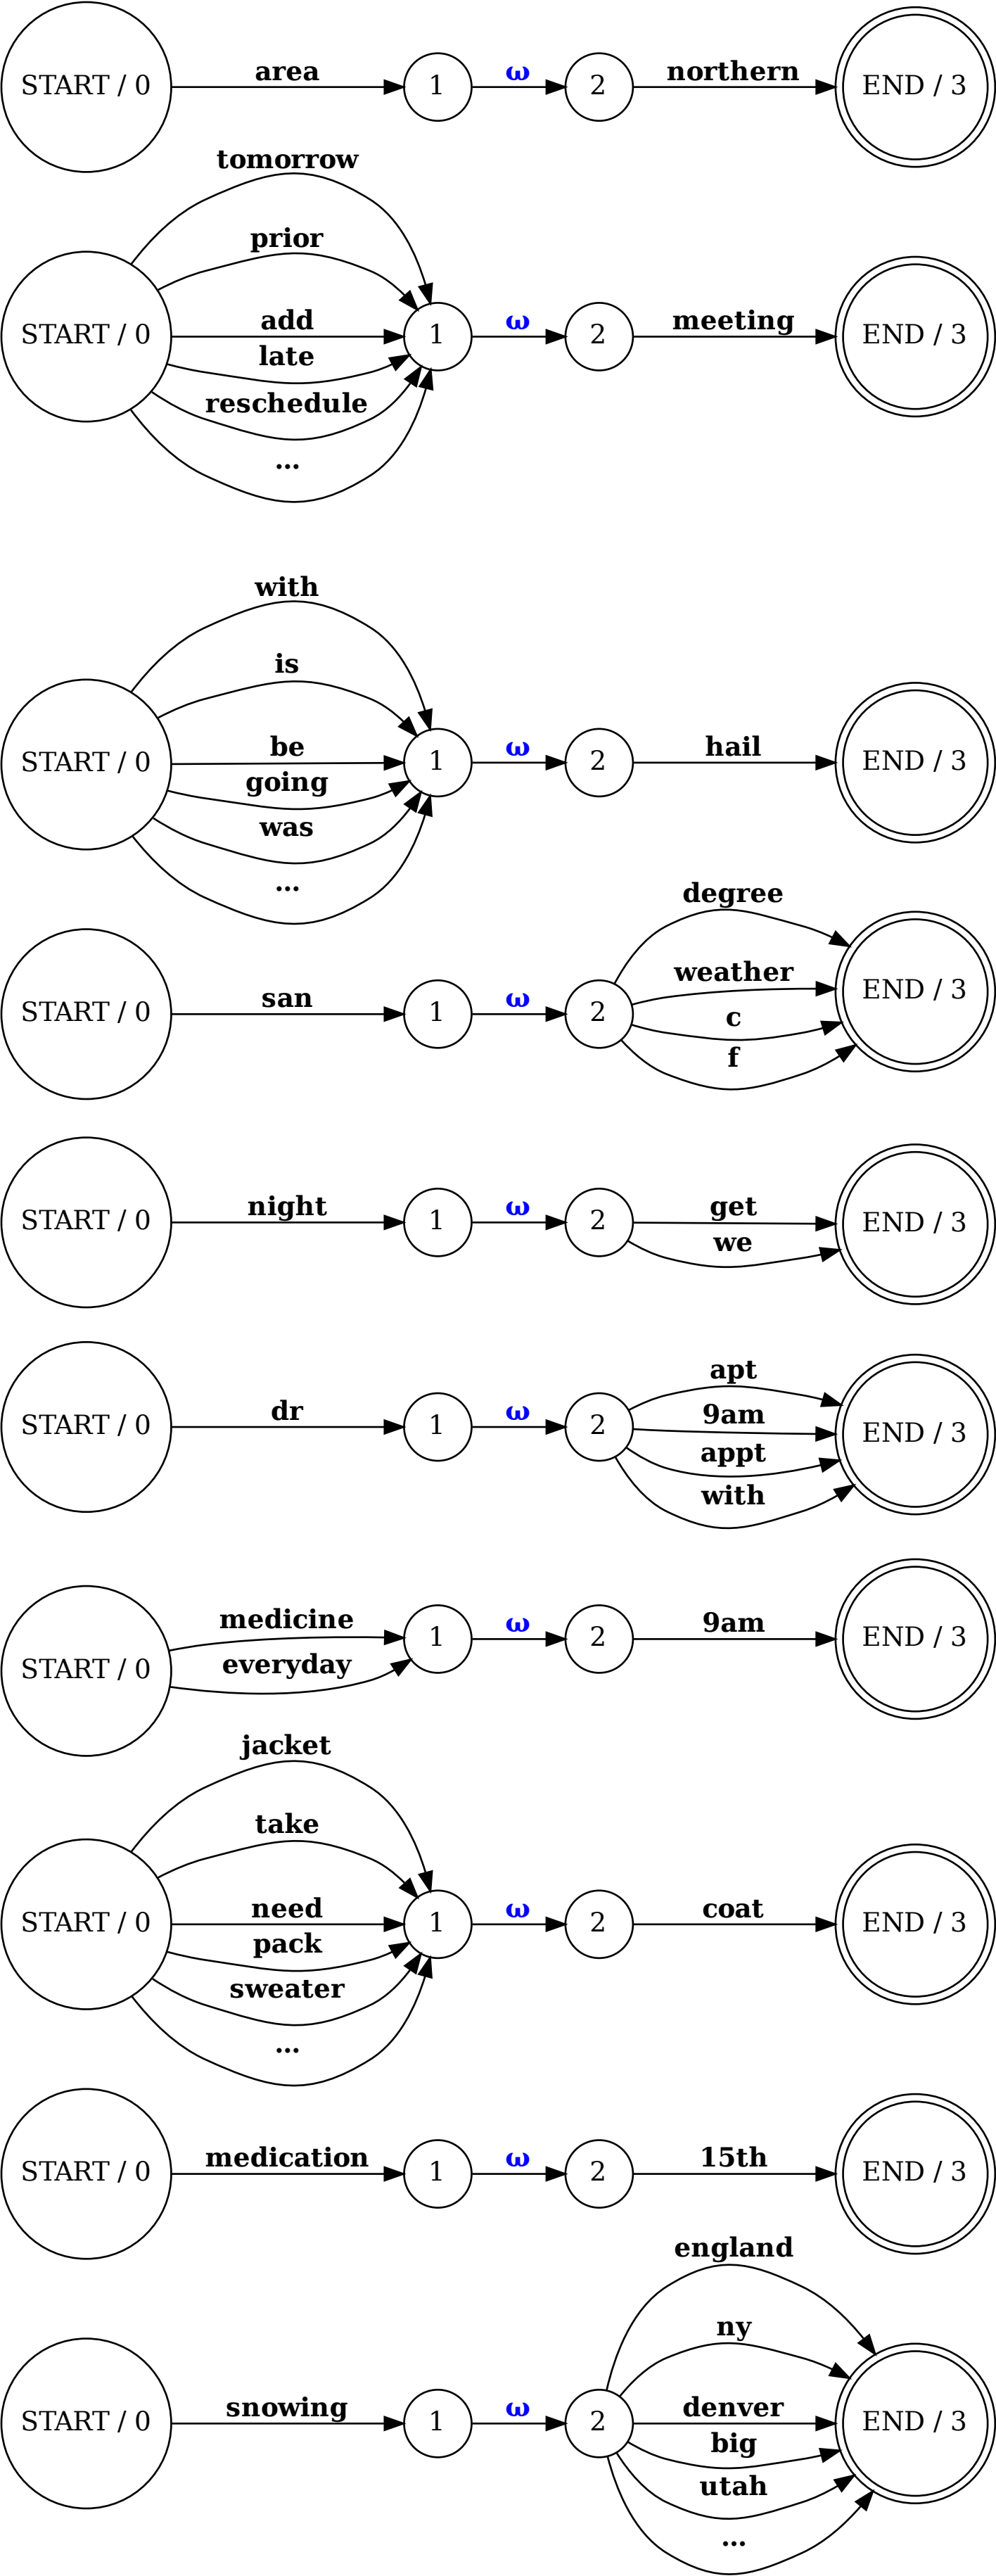 area ω northern
START / 0 1 2 END / 3
tomorrow
prior
add ω meeting
START / 0 1 2 END / 3
late
reschedule
...
with
is
be ω hail
START / 0 1 2 END / 3
going
was
...
degree
weather
san ω
START / 0 1 2 END / 3
c
f
night ω get
START / 0 1 2 END / 3
we
apt
dr ω 9am
START / 0 1 2 END / 3
appt
with
medicine ω 9am
1 2 END / 3
everyday
START / 0
jacket
take
need ω coat
START / 0 1 2 END / 3
pack
sweater
...
medication ω 15th
START / 0 1 2 END / 3
england
ny
snowing ω denver
START / 0 1 2 END / 3
big
utah
...